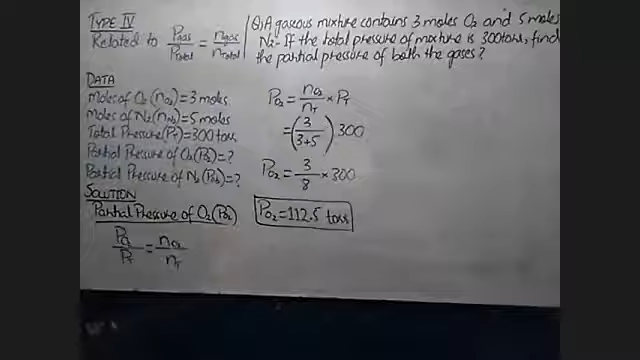 TYPE IV
Related to Pgas/Ptotal = ngas/ntotal
Q) A gaseous mixture contains 3 moles O2 and 5 moles
N2. If the total pressure of mixture is 300 torr, find
the partial pressure of both the gases?
DATA
Moles of O2 (nO2) = 3 moles
Moles of N2 (nN2) = 5 moles
Total Pressure (PT) = 300 torr
Partial Pressure of O2 (PO2) = ?
Partial Pressure of N2 (PN2) = ?
SOLUTION
Partial Pressure of O2 (PO2)
PO2/PT = nO2/nT
PO2 = nO2/nT × PT
= (3/3+5) 300
PO2 = 3/8 × 300
PO2 = 112.5 torr